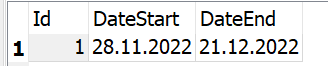 Id DateStart DateEnd
1 1 28.11.2022 21.12.2022